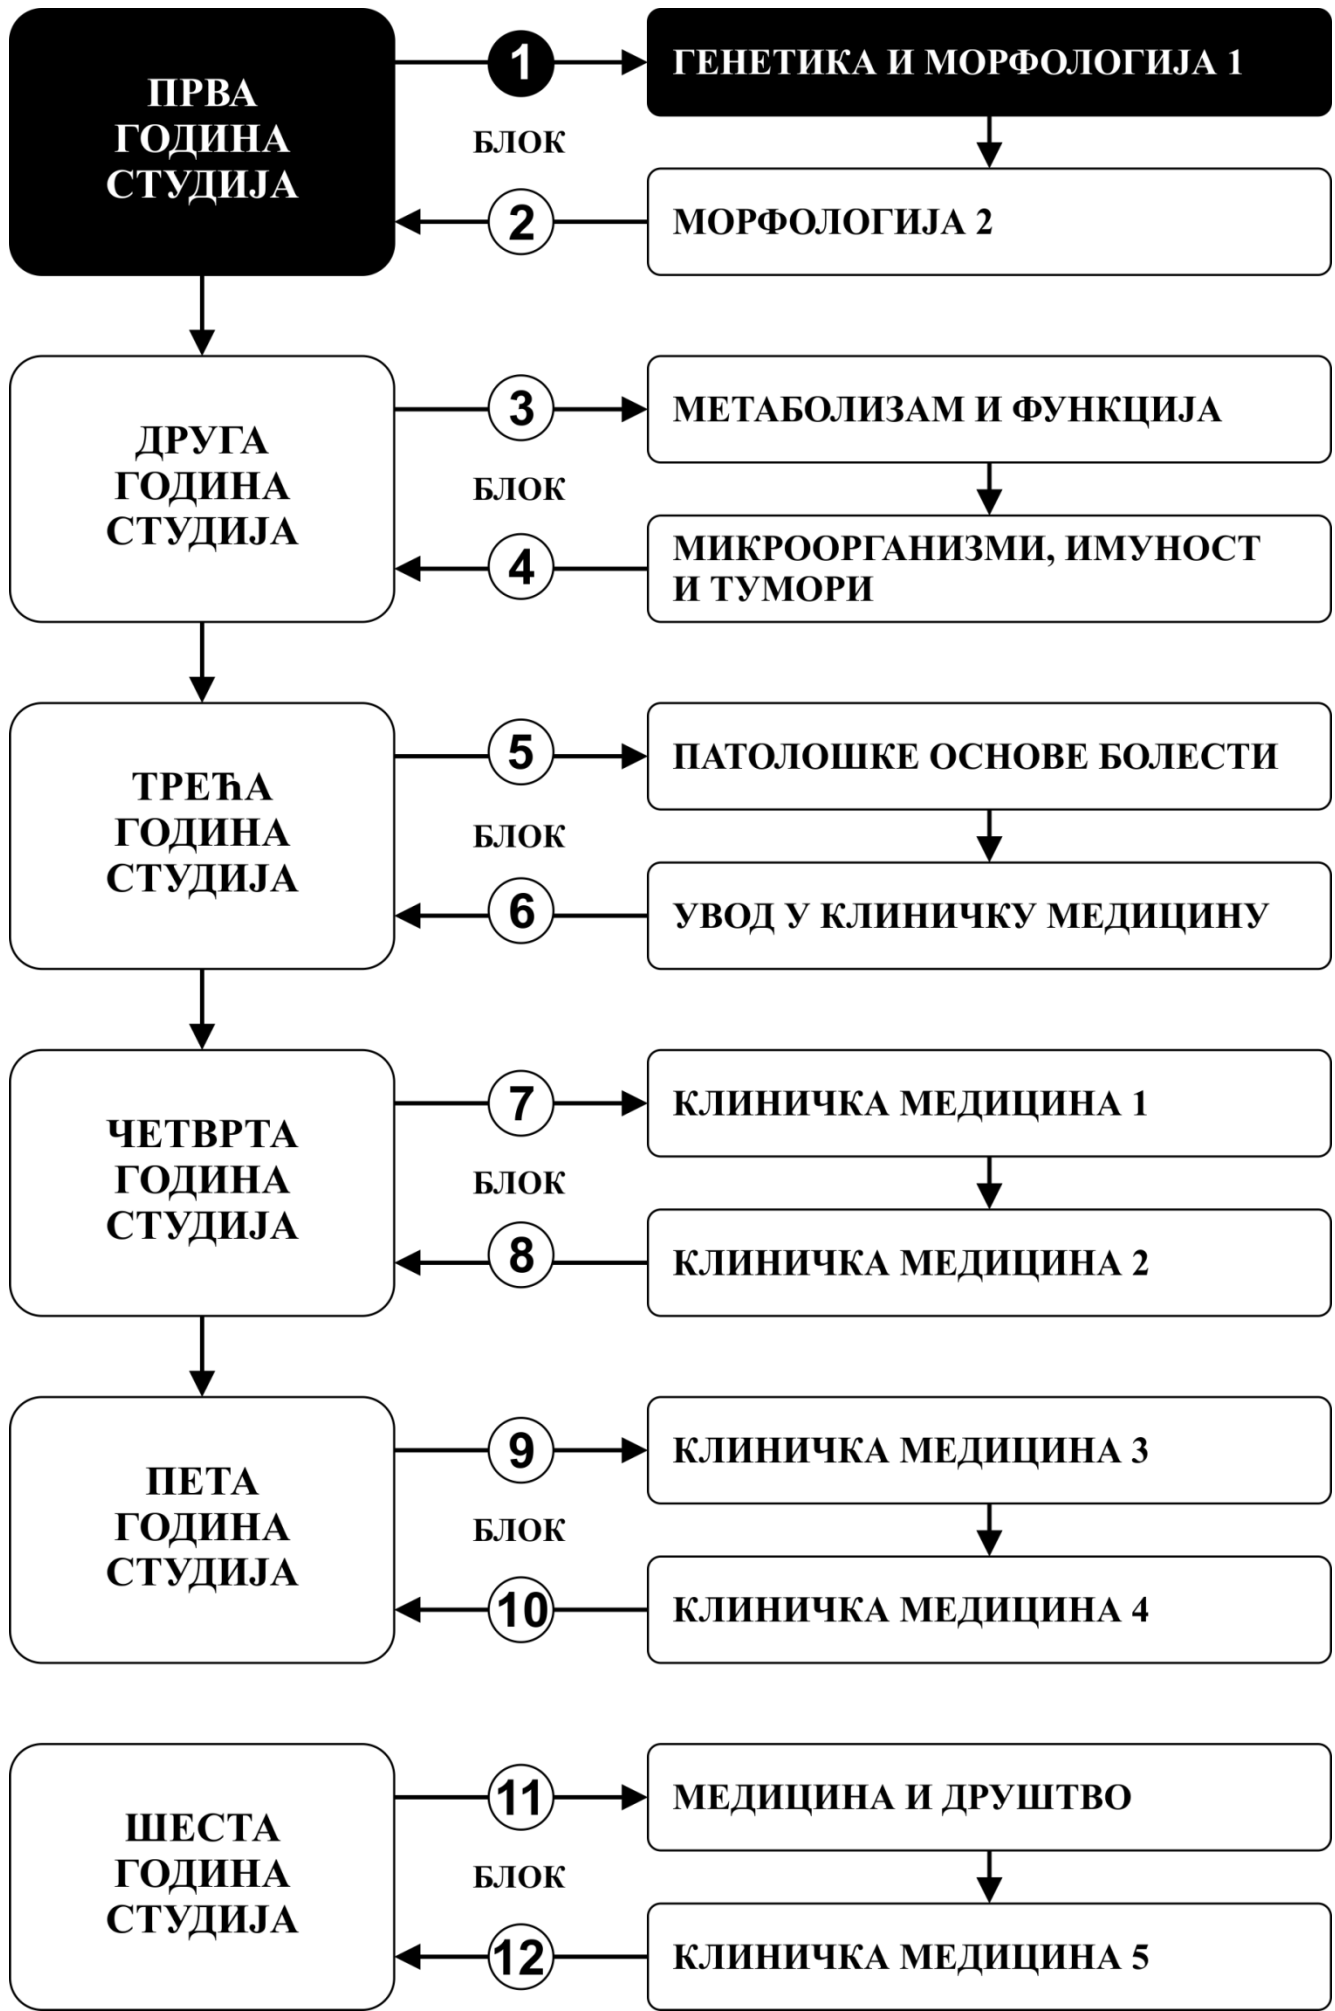 ПРВА
ГОДИНА
СТУДИЈА
1
БЛОК
2
ГЕНЕТИКА И МОРФОЛОГИЈА 1
МОРФОЛОГИЈА 2
ДРУГА
ГОДИНА
СТУДИЈА
3
БЛОК
4
МЕТАБОЛИЗАМ И ФУНКЦИЈА
МИКРООРГАНИЗМИ, ИМУНОСТ
И ТУМОРИ
ТРЕЋА
ГОДИНА
СТУДИЈА
5
БЛОК
6
ПАТОЛОШКЕ ОСНОВЕ БОЛЕСТИ
УВОД У КЛИНИЧКУ МЕДИЦИНУ
ЧЕТВРТА
ГОДИНА
СТУДИЈА
7
БЛОК
8
КЛИНИЧКА МЕДИЦИНА 1
КЛИНИЧКА МЕДИЦИНА 2
ПЕТА
ГОДИНА
СТУДИЈА
9
БЛОК
10
КЛИНИЧКА МЕДИЦИНА 3
КЛИНИЧКА МЕДИЦИНА 4
ШЕСТА
ГОДИНА
СТУДИЈА
11
БЛОК
12
МЕДИЦИНА И ДРУШТВО
КЛИНИЧКА МЕДИЦИНА 5